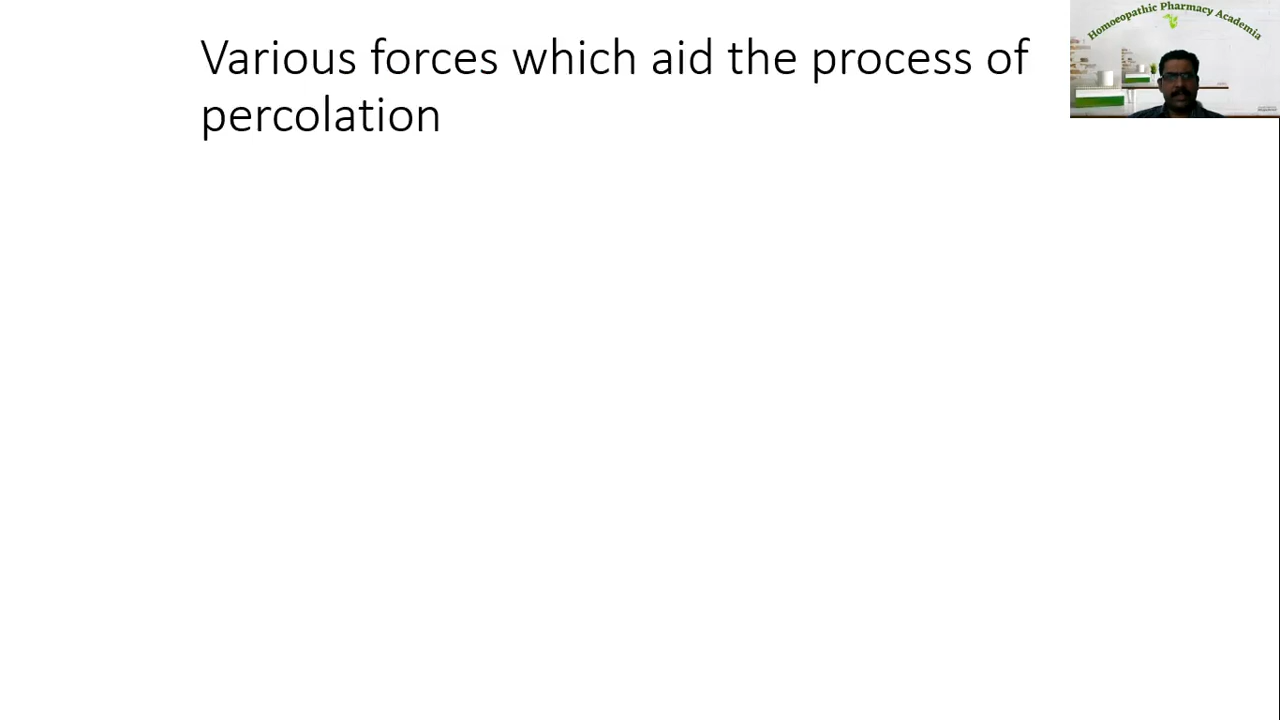 Various forces which aid the process of
percolation
Homoeopathic Pharmacy Academia